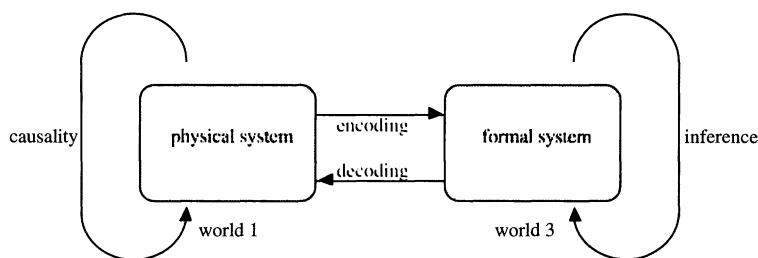 causality
physical system
encoding
decoding
formal system
inference
world 1
world 3